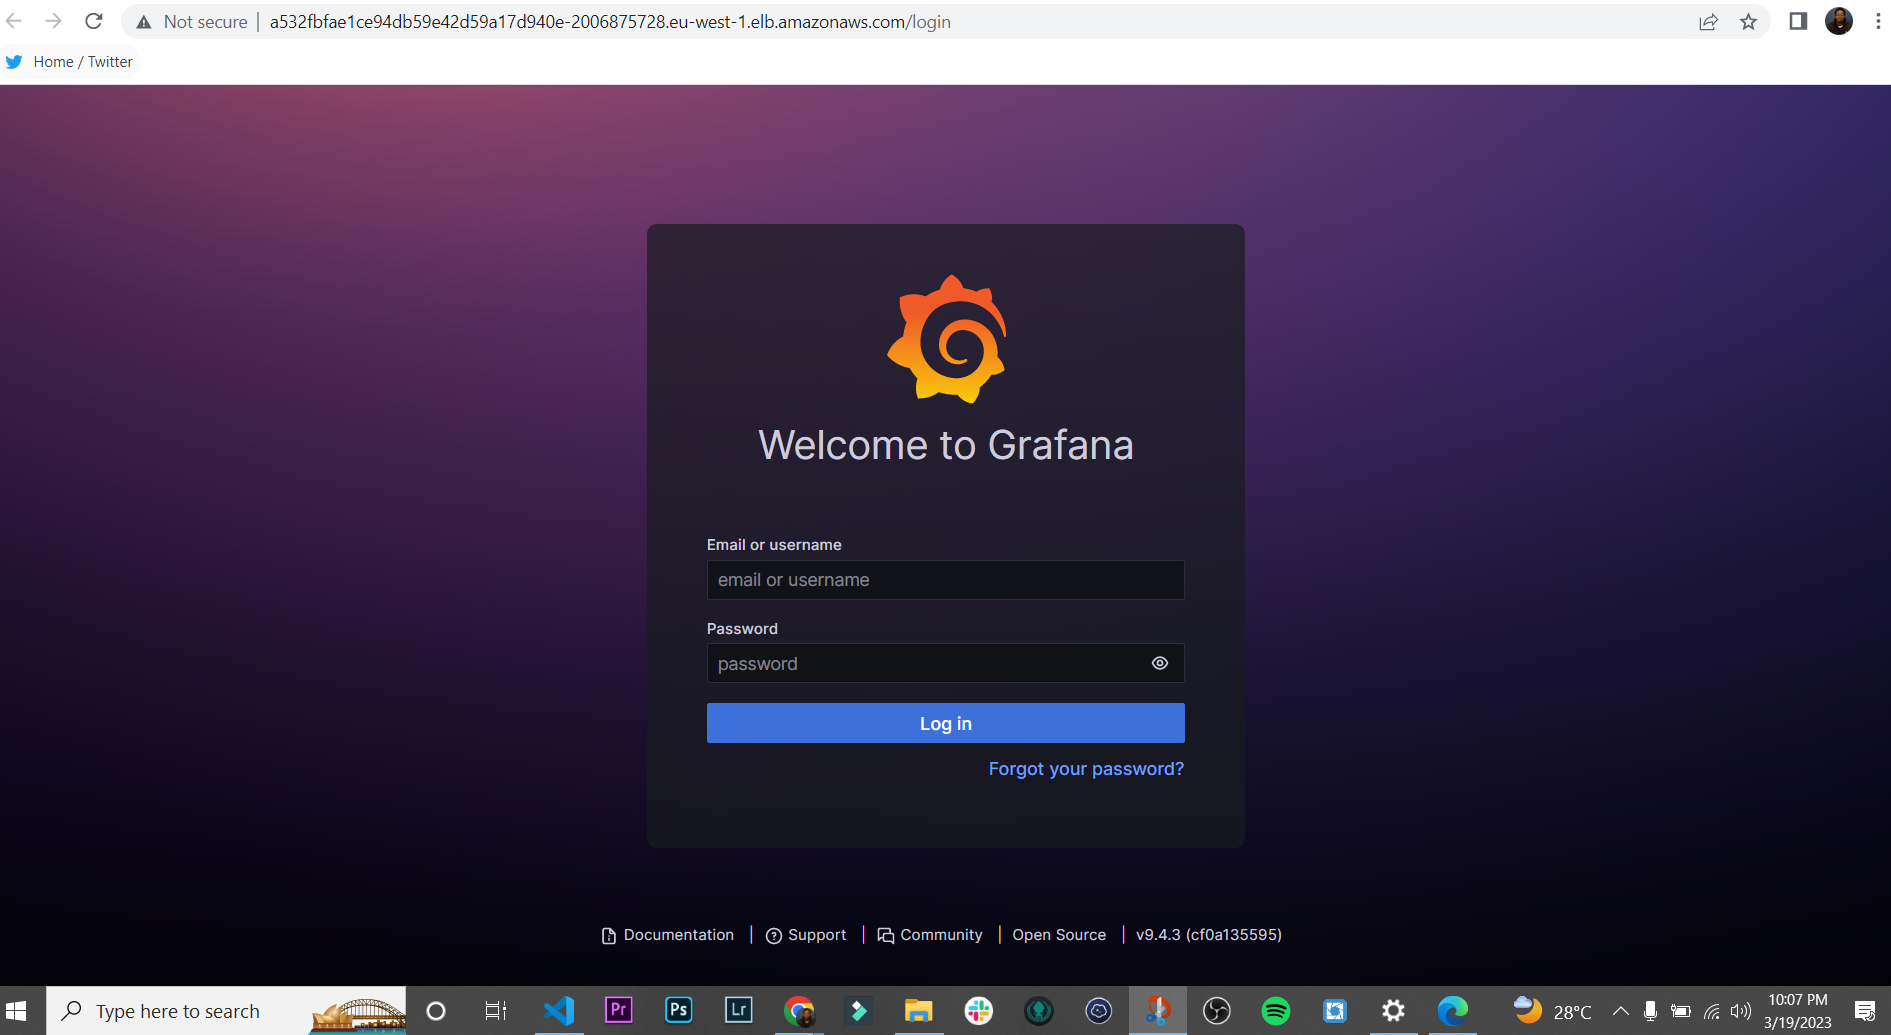 Not secure | a532fbfae1ce94db59e42d59a17d940e-2006875728.eu-west-1.elb.amazonaws.com/login
Home / Twitter
Welcome to Grafana
Email or username
email or username
Password
password
Log in
Forgot your password?
Documentation | Support | Community | Open Source | v9.4.3 (cf0a135595)
Type here to search Pr Ps Lr 28°C 10:07 PM
3/19/2023